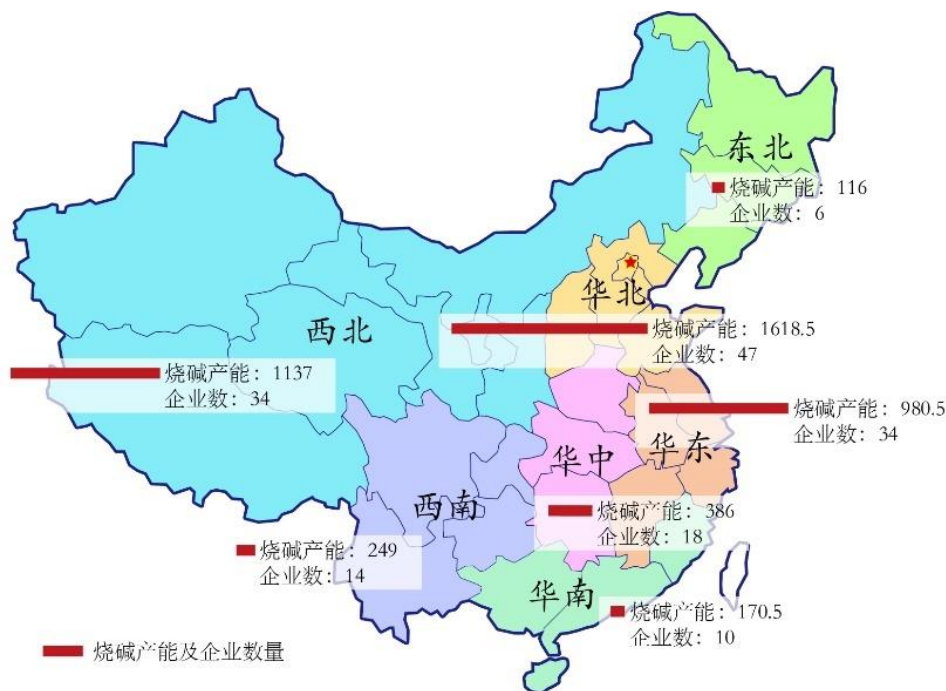 东北
烧碱产能：116
企业数：6
华北
西北
烧碱产能：1618.5
企业数：47
烧碱产能：1137
企业数：34
烧碱产能：980.5
企业数：34
华东
华中
西南
烧碱产能：386
企业数：18
烧碱产能：249
企业数：14
华南
烧碱产能：170.5
企业数：10
烧碱产能及企业数量